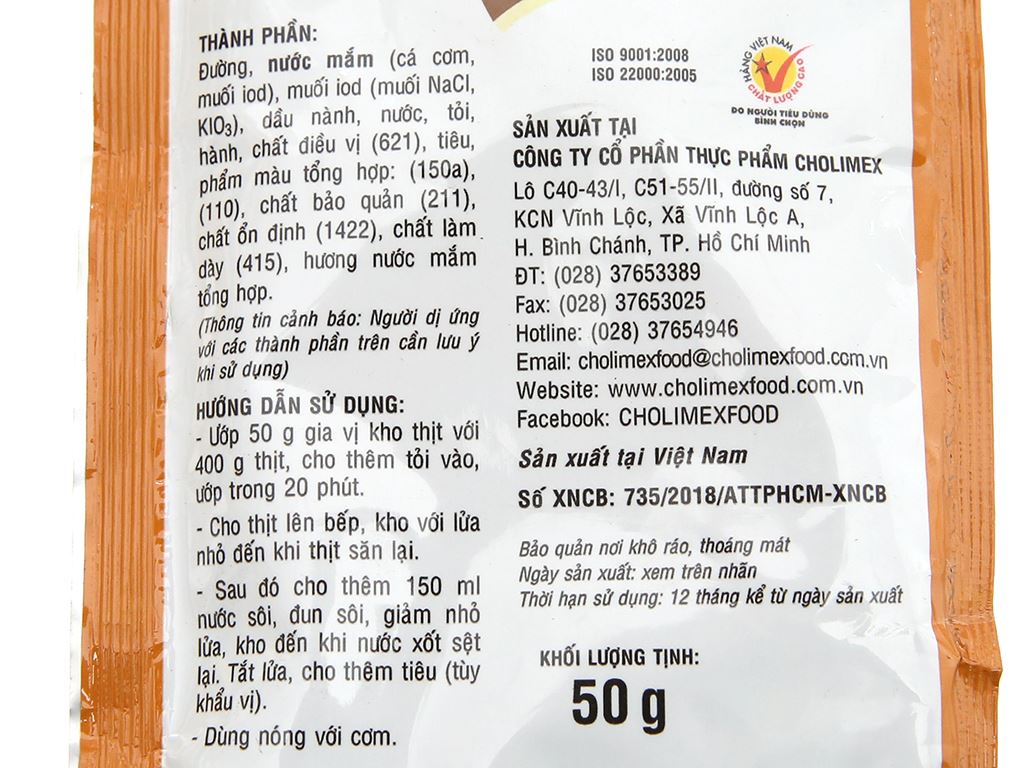 THÀNH PHẦN:
Đường, nước mắm (cá cơm,
muối iod), muối iod (muối NaCl,
KIO₃), dầu nành, nước, tỏi,
hành, chất điều vị (621), tiêu,
phẩm màu tổng hợp: (150a),
(110), chất bảo quản (211),
chất ổn định (1422), chất làm
dày (415), hương nước mắm
tổng hợp.
(Thông tin cảnh báo: Người dị ứng
với các thành phần trên cần lưu ý
khi sử dụng)
HƯỚNG DẪN SỬ DỤNG:
- Ướp 50 g gia vị kho thịt với
400 g thịt, cho thêm tỏi vào,
ướp trong 20 phút.
- Cho thịt lên bếp, kho với lửa
nhỏ đến khi thịt săn lại.
- Sau đó cho thêm 150 ml
nước sôi, đun sôi, giảm nhỏ
lửa, kho đến khi nước xốt sệt
lại. Tắt lửa, cho thêm tiêu (tùy
khẩu vị).
- Dùng nóng với cơm.
ISO 9001:2008
ISO 22000:2005
HÀNG VIỆT NAM
CHẤT LƯỢNG CAO
DO NGƯỜI TIÊU DÙNG
BÌNH CHỌN
SẢN XUẤT TẠI
CÔNG TY CỔ PHẦN THỰC PHẨM CHOLIMEX
Lô C40-43/I, C51-55/II, đường số 7,
KCN Vĩnh Lộc, Xã Vĩnh Lộc A,
H. Bình Chánh, TP. Hồ Chí Minh
ĐT: (028) 37653389
Fax: (028) 37653025
Hotline: (028) 37654946
Email: cholimexfood@cholimexfood.com.vn
Website: www.cholimexfood.com.vn
Facebook: CHOLIMEXFOOD
Sản xuất tại Việt Nam
Số XNCB: 735/2018/ATTPHCM-XNCB
Bảo quản nơi khô ráo, thoáng mát
Ngày sản xuất: xem trên nhãn
Thời hạn sử dụng: 12 tháng kể từ ngày sản xuất
KHỐI LƯỢNG TỊNH:
50 g